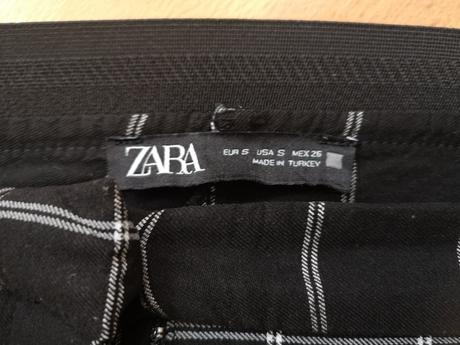 ZARA
EUR S USA S MEX 26
MADE IN TURKEY